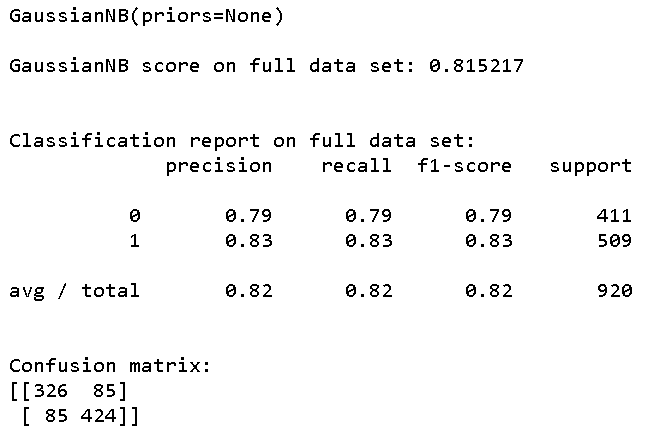 GaussianNB(priors=None)
GaussianNB score on full data set: 0.815217
Classification report on full data set:
precision recall f1-score support
0 0.79 0.79 0.79 411
1 0.83 0.83 0.83 509
avg / total 0.82 0.82 0.82 920
Confusion matrix:
[[326 85]
[ 85 424]]